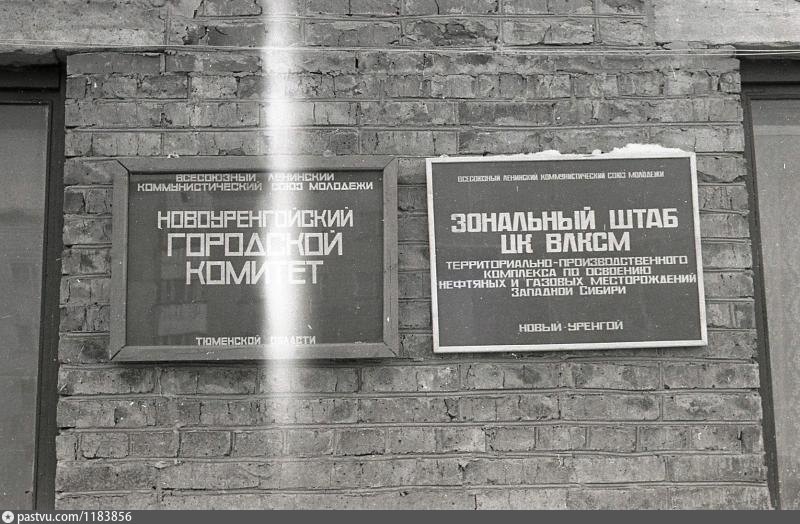 ВСЕСОЮЗНЫЙ ЛЕНИНСКИЙ
КОММУНИСТИЧЕСКИЙ СОЮЗ МОЛОДЕЖИ
НОВОУРЕНГОЙСКИЙ
ГОРОДСКОЙ
КОМИТЕТ
ТЮМЕНСКОЙ ОБЛАСТИ
ВСЕСОЮЗНЫЙ ЛЕНИНСКИЙ КОММУНИСТИЧЕСКИЙ СОЮЗ МОЛОДЕЖИ
ЗОНАЛЬНЫЙ ШТАБ
ЦК ВЛКСМ
ТЕРРИТОРИАЛЬНО-ПРОИЗВОДСТВЕННОГО
КОМПЛЕКСА ПО ОСВОЕНИЮ
НЕФТЯНЫХ И ГАЗОВЫХ МЕСТОРОЖДЕНИЙ
ЗАПАДНОЙ СИБИРИ
НОВЫЙ-УРЕНГОЙ
pastvu.com/1183856